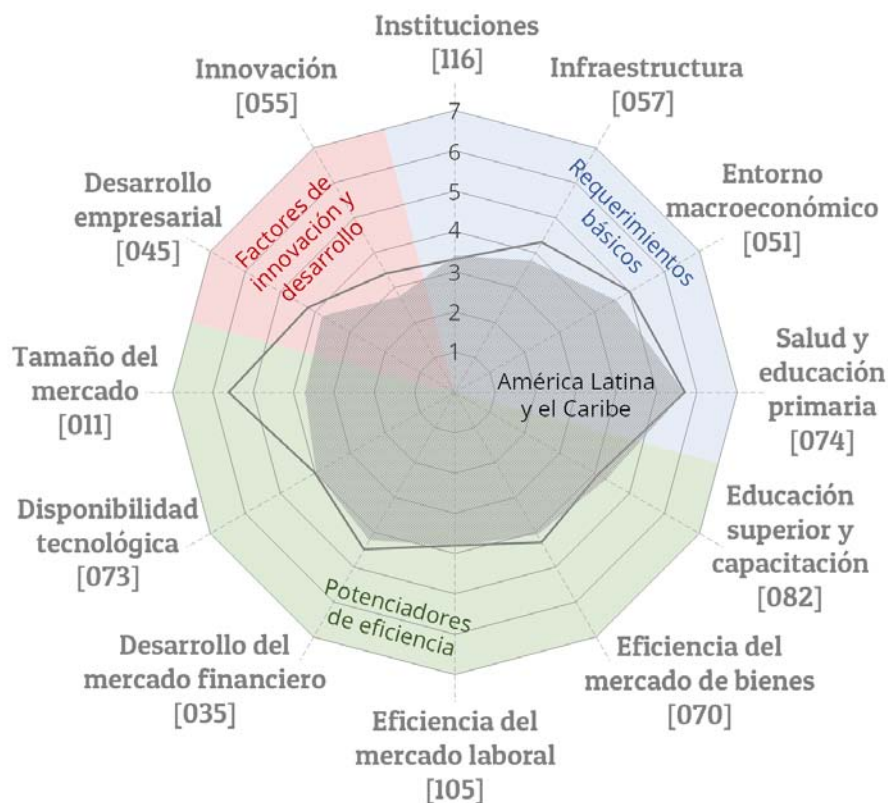 Instituciones
[116]
Innovación
[055]
Infraestructura
[057]
Desarrollo
empresarial
[045]
Entorno
macroeconómico
[051]
Factores de
innovación y
desarrollo
Requerimientos
básicos
7
6
5
4
3
2
1
Tamaño del
mercado
[011]
América Latina
y el Caribe
Salud y
educación
primaria
[074]
Disponibilidad
tecnológica
[073]
Educación
superior y
capacitación
[082]
Potenciadores
de eficiencia
Desarrollo del
mercado financiero
[035]
Eficiencia del
mercado de bienes
[070]
Eficiencia del
mercado laboral
[105]